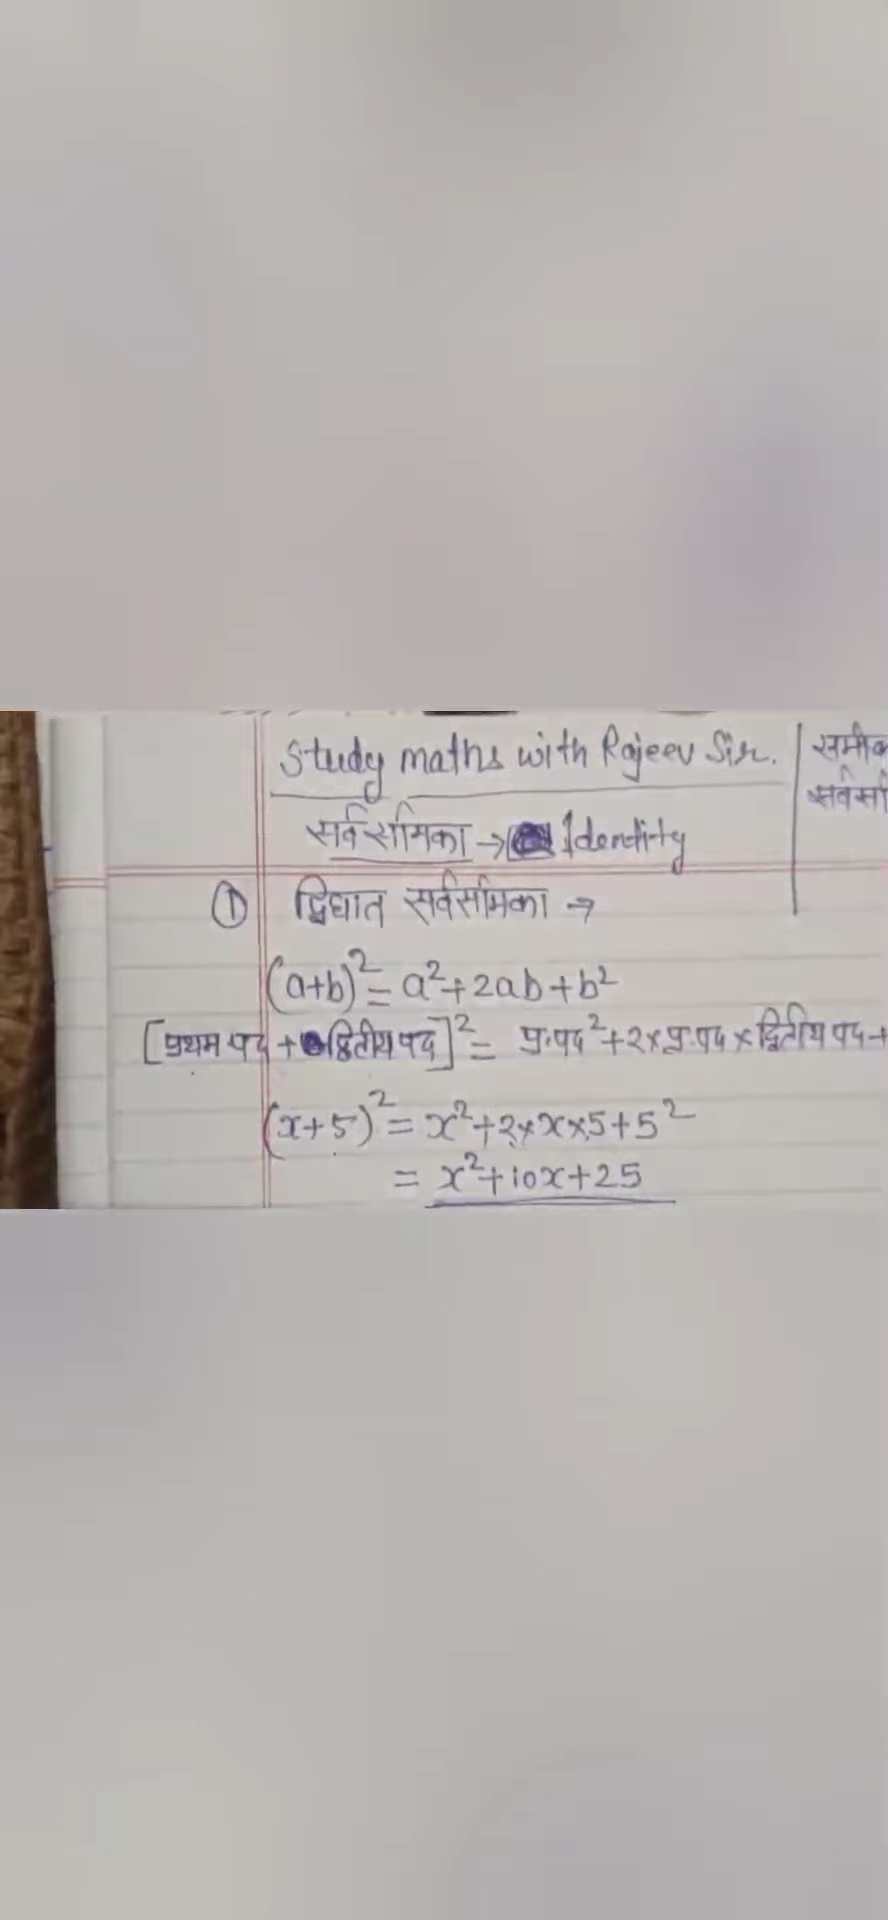 Study maths with Rajeev Sir.
सर्वसमिका → Identity
① द्विघात सर्वसमिका →
(a+b)² = a²+2ab+b²
[प्रथम पद + द्वितीय पद]² = प्र.पद²+2×प्र.पद×द्वितीय पद+
(x+5)² = x²+2×x×5+5²
= x²+10x+25